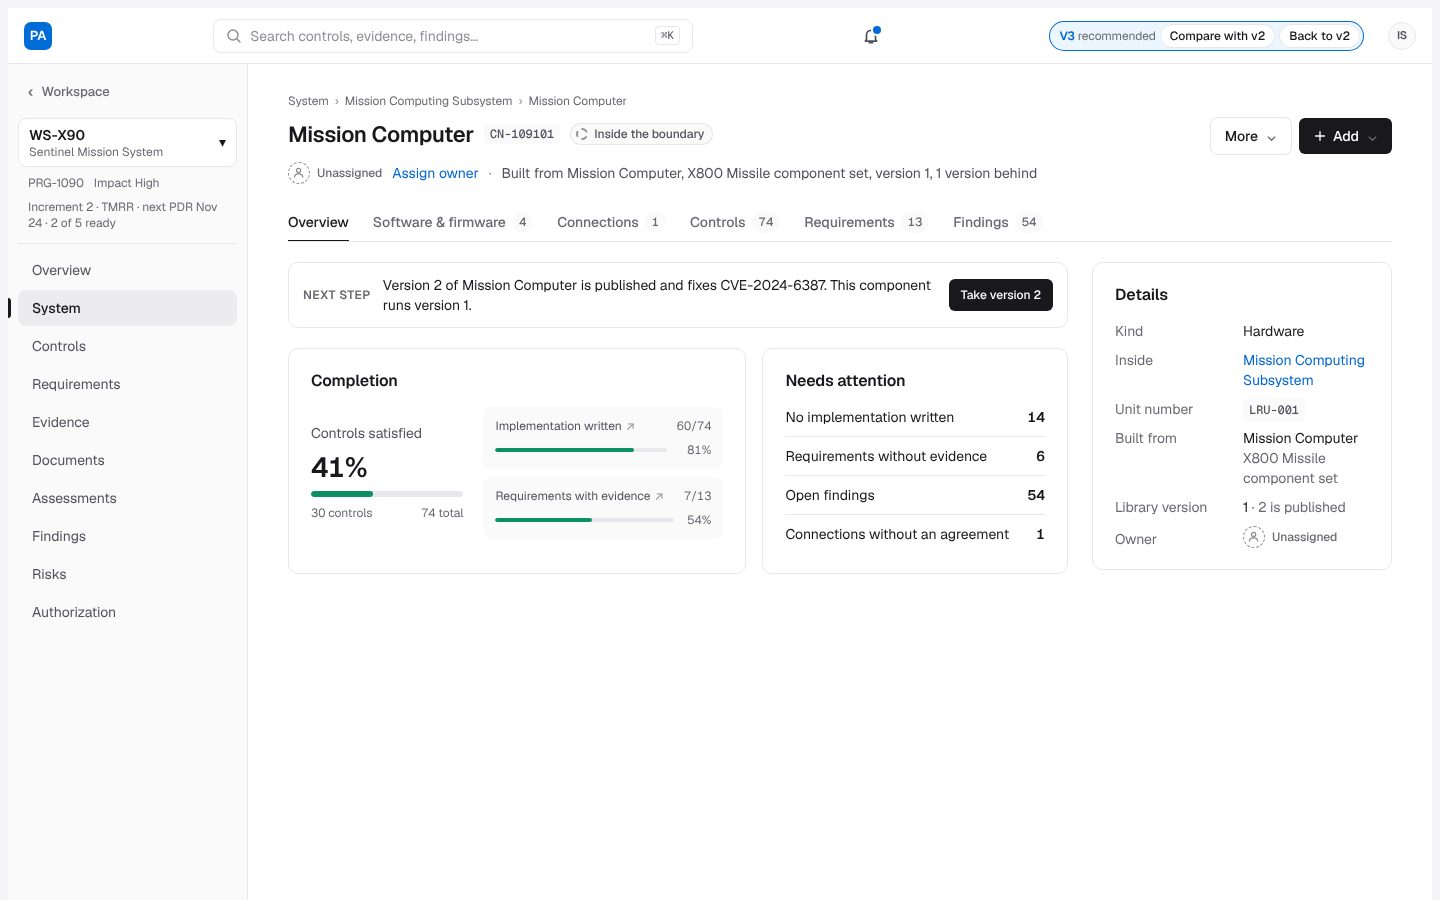 PA
Search controls, evidence, findings...
⌘K
V3 recommended
Compare with v2
Back to v2
IS
‹ Workspace
WS-X90
Sentinel Mission System
PRG-1090 Impact High
Increment 2 · TMRR · next PDR Nov
24 · 2 of 5 ready
Overview
System
Controls
Requirements
Evidence
Documents
Assessments
Findings
Risks
Authorization
System › Mission Computing Subsystem › Mission Computer
Mission Computer CN-109101 Inside the boundary
More
+ Add
Unassigned Assign owner · Built from Mission Computer, X800 Missile component set, version 1, 1 version behind
Overview Software & firmware 4 Connections 1 Controls 74 Requirements 13 Findings 54
NEXT STEP
Version 2 of Mission Computer is published and fixes CVE-2024-6387. This component
runs version 1.
Take version 2
Completion
Controls satisfied
41%
30 controls 74 total
Implementation written ↗ 60/74
81%
Requirements with evidence ↗ 7/13
54%
Needs attention
No implementation written 14
Requirements without evidence 6
Open findings 54
Connections without an agreement 1
Details
Kind Hardware
Inside Mission Computing
Subsystem
Unit number LRU-001
Built from Mission Computer
X800 Missile
component set
Library version 1 · 2 is published
Owner Unassigned